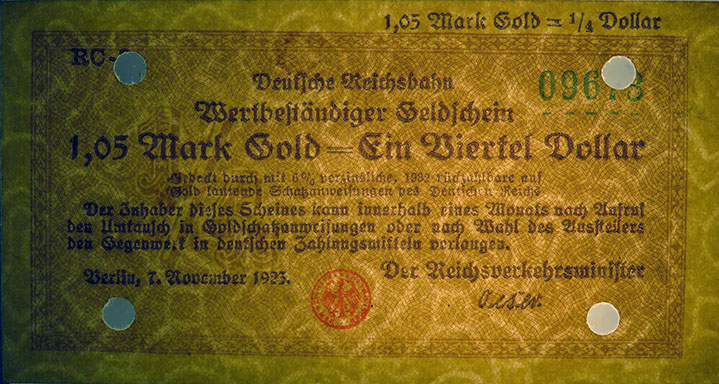 1,05 Mark Gold = 1/4 Dollar
RC-
Deutsche Reichsbahn
Wertbeständiger Geldschein
1,05 Mark Gold = Ein Viertel Dollar
Gedeckt durch mit 6% verzinsliche, 1932 rückzahlbare auf
Gold lautende Schatzanweisungen des Deutschen Reichs
Der Inhaber dieses Scheines kann innerhalb eines Monats nach Aufruf
den Umtausch in Goldschatzanweisungen oder nach Wahl des Ausstellers
den Gegenwert in deutschen Zahlungsmitteln verlangen.
Berlin, 7. November 1923.
Der Reichsverkehrsminister
Oeser